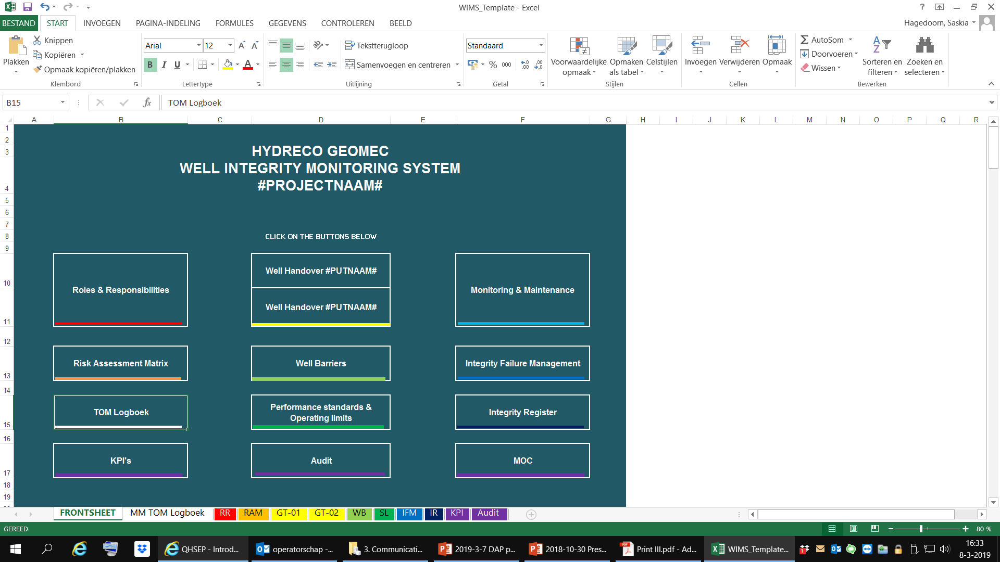 WIMS_Template - Excel
?
BESTAND START INVOEGEN PAGINA-INDELING FORMULES GEGEVENS CONTROLEREN BEELD
Hagedoorn, Saskia
Plakken
Knippen
Kopiëren
Opmaak kopiëren/plakken
Klembord
Arial 12
B I U
Lettertype
Tekstterugloop
Samenvoegen en centreren
Uitlijning
Standaard
% 000
Getal
Voorwaardelijke opmaak
Opmaken als tabel
Celstijlen
Stijlen
Invoegen Verwijderen Opmaak
Cellen
AutoSom
Doorvoeren
Wissen
Sorteren en filteren
Zoeken en selecteren
Bewerken
B15
fx
TOM Logboek
A B C D E F G H I J K L M N O P Q R
1
2
3
4
5
6
7
8
9
10
11
12
13
14
15
16
17
18
19
HYDRECO GEOMEC
WELL INTEGRITY MONITORING SYSTEM
#PROJECTNAAM#
CLICK ON THE BUTTONS BELOW
Roles & Responsibilities
Well Handover #PUTNAAM#
Well Handover #PUTNAAM#
Monitoring & Maintenance
Risk Assessment Matrix
Well Barriers
Integrity Failure Management
TOM Logboek
Performance standards &
Operating limits
Integrity Register
KPI's
Audit
MOC
FRONTSHEET MM TOM Logboek RR RAM GT-01 GT-02 WB SL IFM IR KPI Audit
GEREED
80 %
QHSEP - Introd...
operatorschap -...
3. Communicati...
2019-3-7 DAP p...
2018-10-30 Pres...
Print III.pdf - Ad...
WIMS_Template...
16:33
8-3-2019